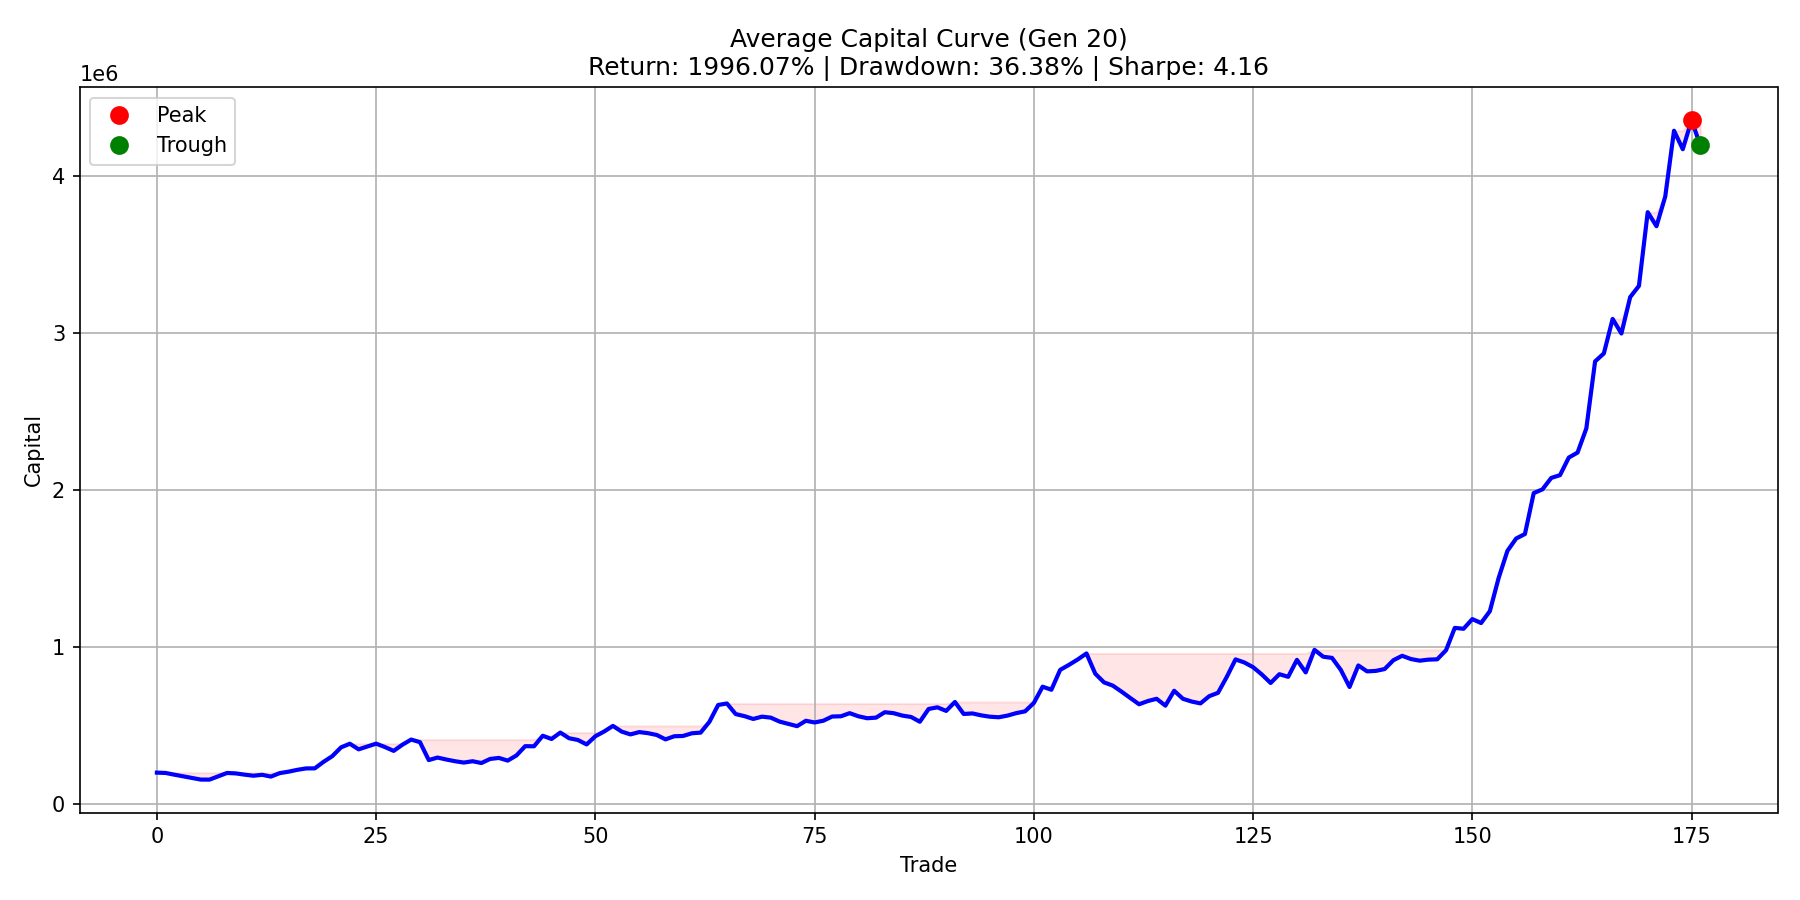 Average Capital Curve (Gen 20)
Return: 1996.07% | Drawdown: 36.38% | Sharpe: 4.16
1e6
Peak
Trough
4
3
2
1
0
Capital
0 25 50 75 100 125 150 175
Trade